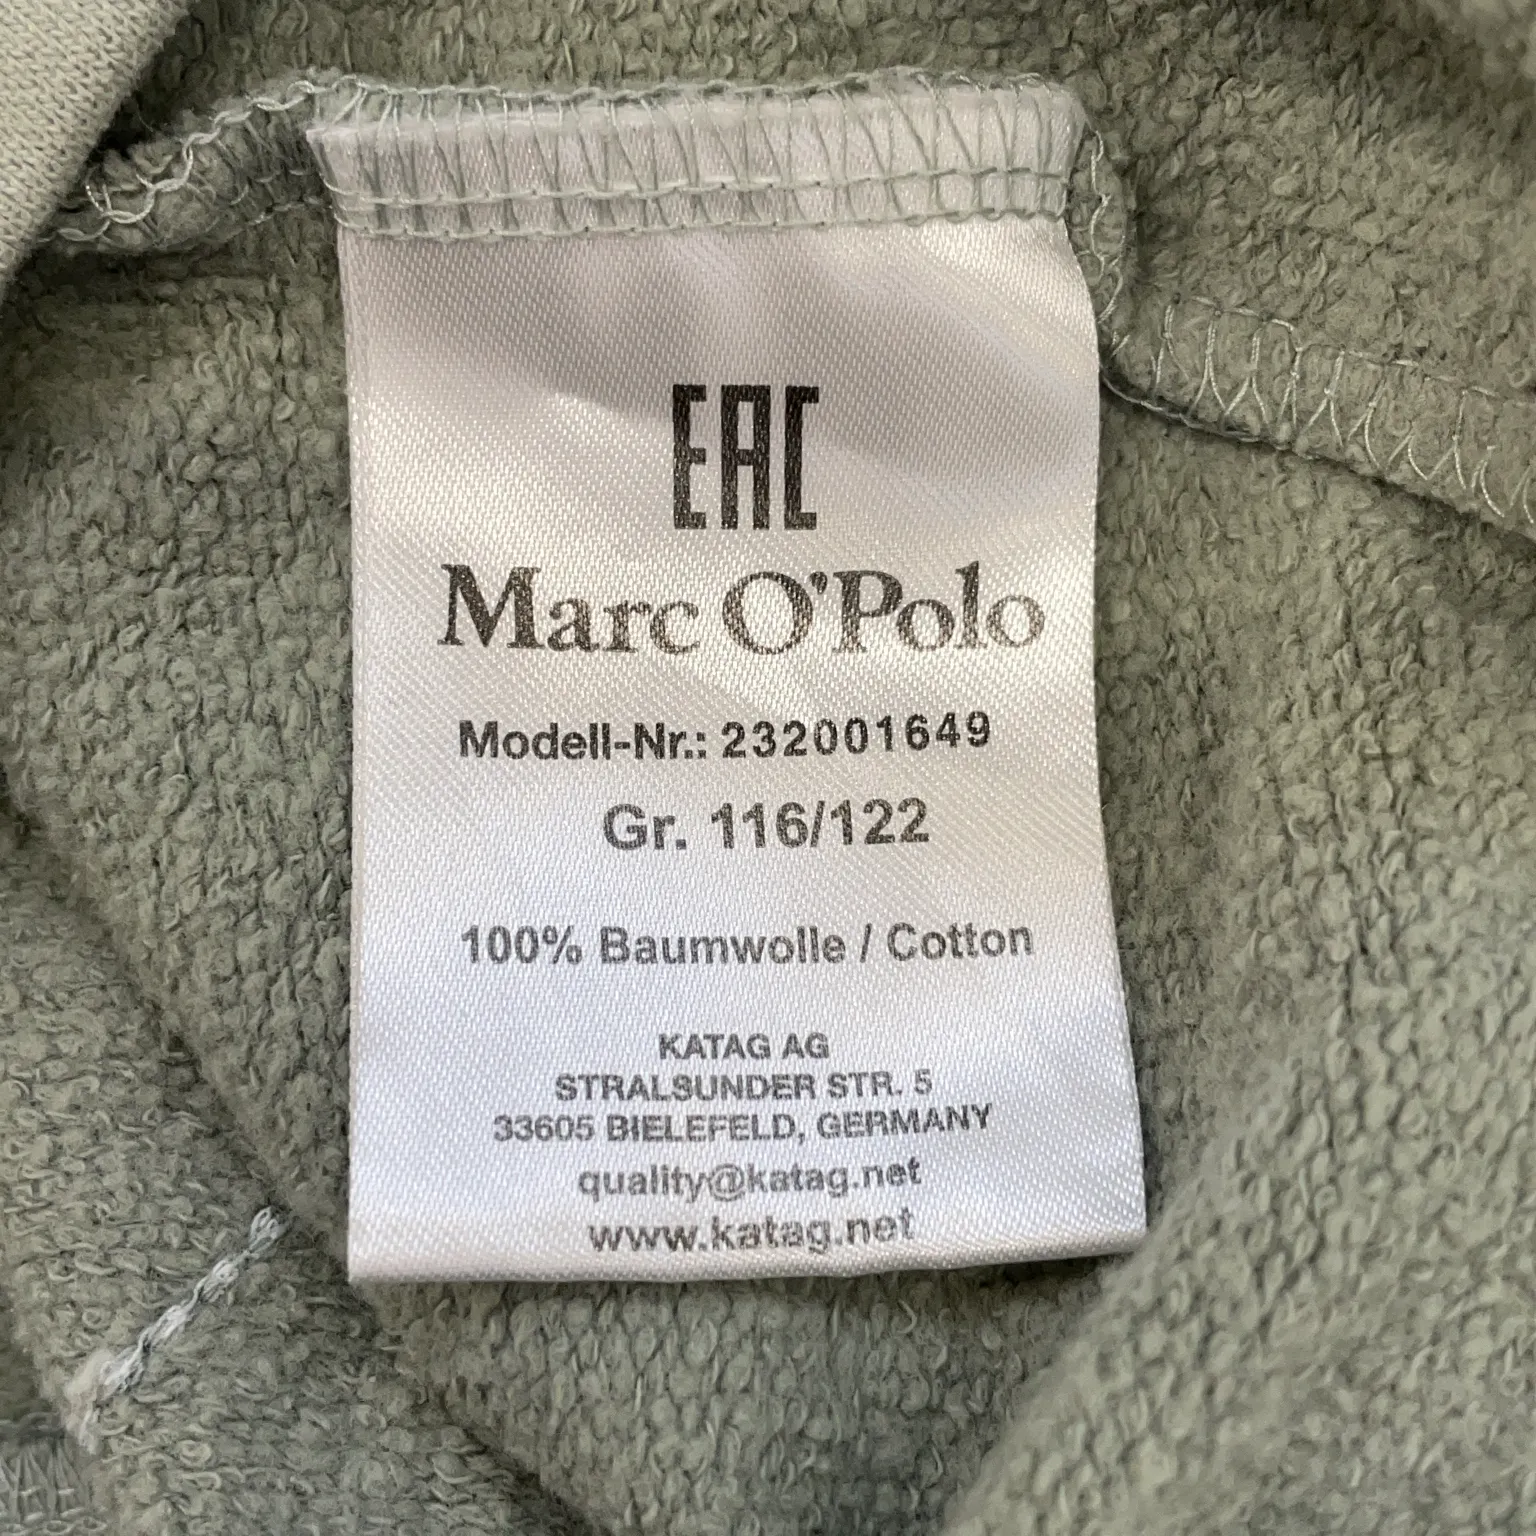 EAC
Marc O'Polo
Modell-Nr.: 232001649
Gr. 116/122
100% Baumwolle / Cotton
KATAG AG
STRALSUNDER STR. 5
33605 BIELEFELD, GERMANY
quality@katag.net
www.katag.net